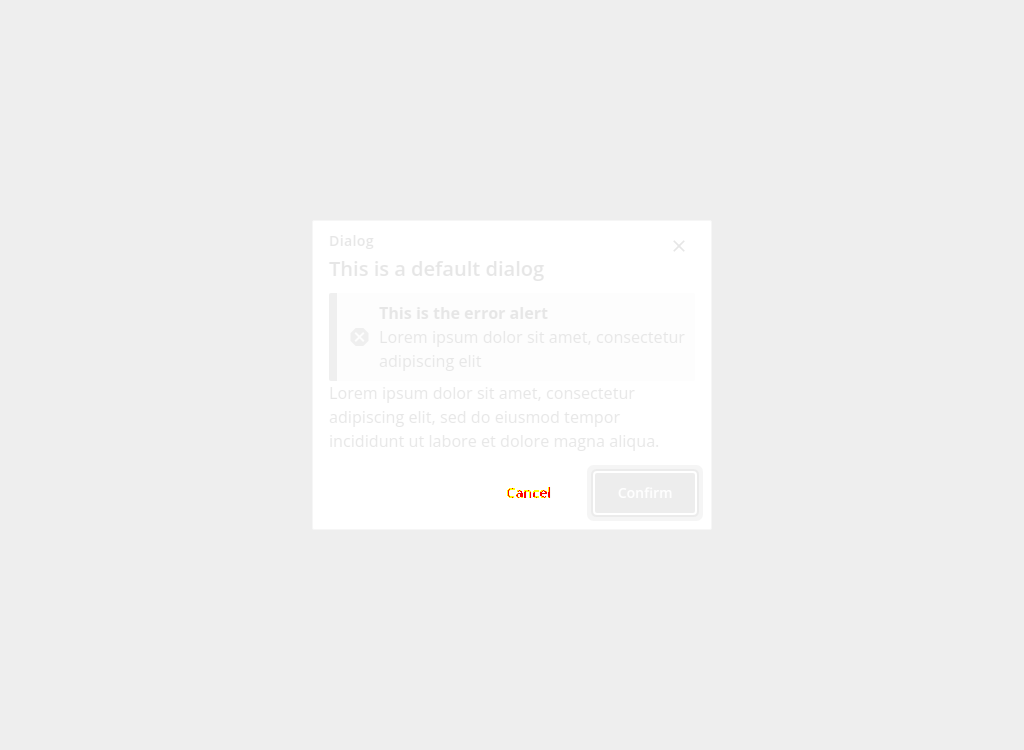 Dialog
This is a default dialog
This is the error alert
Lorem ipsum dolor sit amet, consectetur
adipiscing elit
Lorem ipsum dolor sit amet, consectetur
adipiscing elit, sed do eiusmod tempor
incididunt ut labore et dolore magna aliqua.
Cancel
Confirm